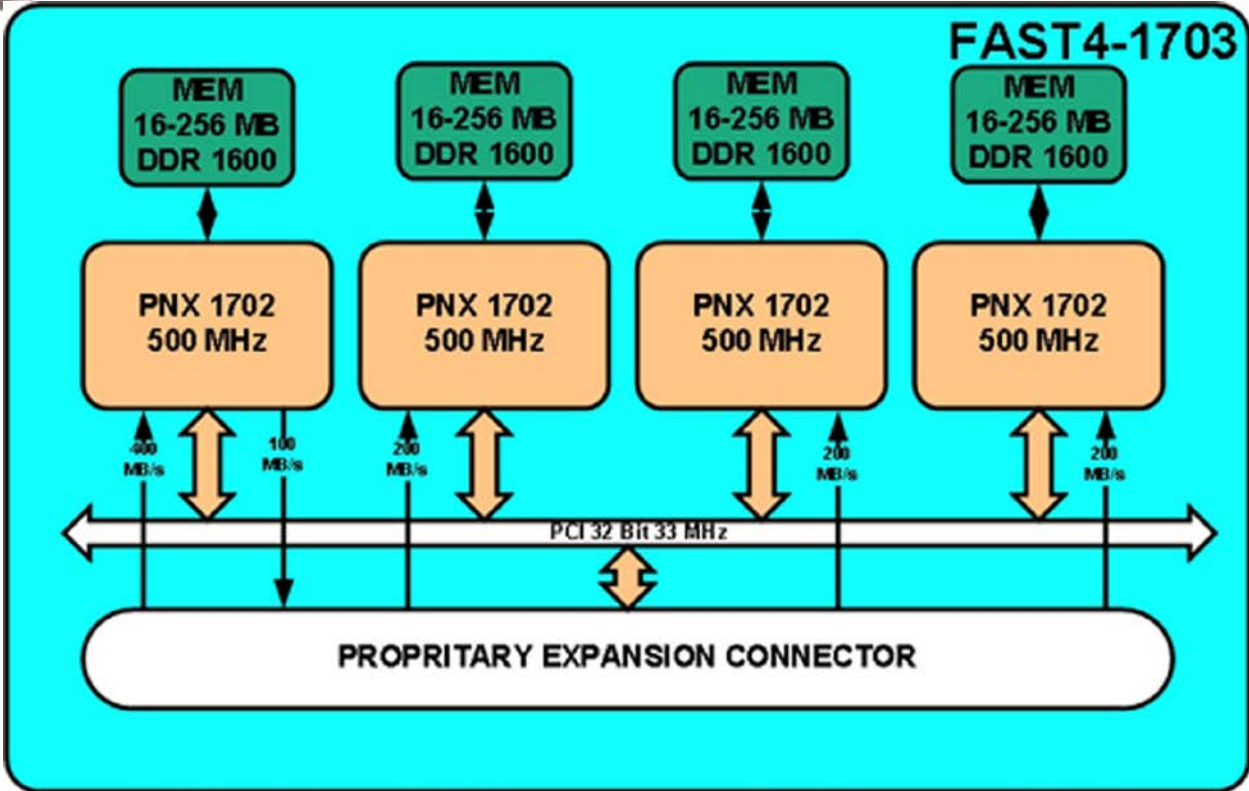 FAST4-1703
MEM
16-256 MB
DDR 1600
MEM
16-256 MB
DDR 1600
MEM
16-256 MB
DDR 1600
MEM
16-256 MB
DDR 1600
PNX 1702
500 MHz
PNX 1702
500 MHz
PNX 1702
500 MHz
PNX 1702
500 MHz
400
MB/s
100
MB/s
200
MB/s
200
MB/s
200
MB/s
PCI 32 Bit 33 MHz
PROPRITARY EXPANSION CONNECTOR